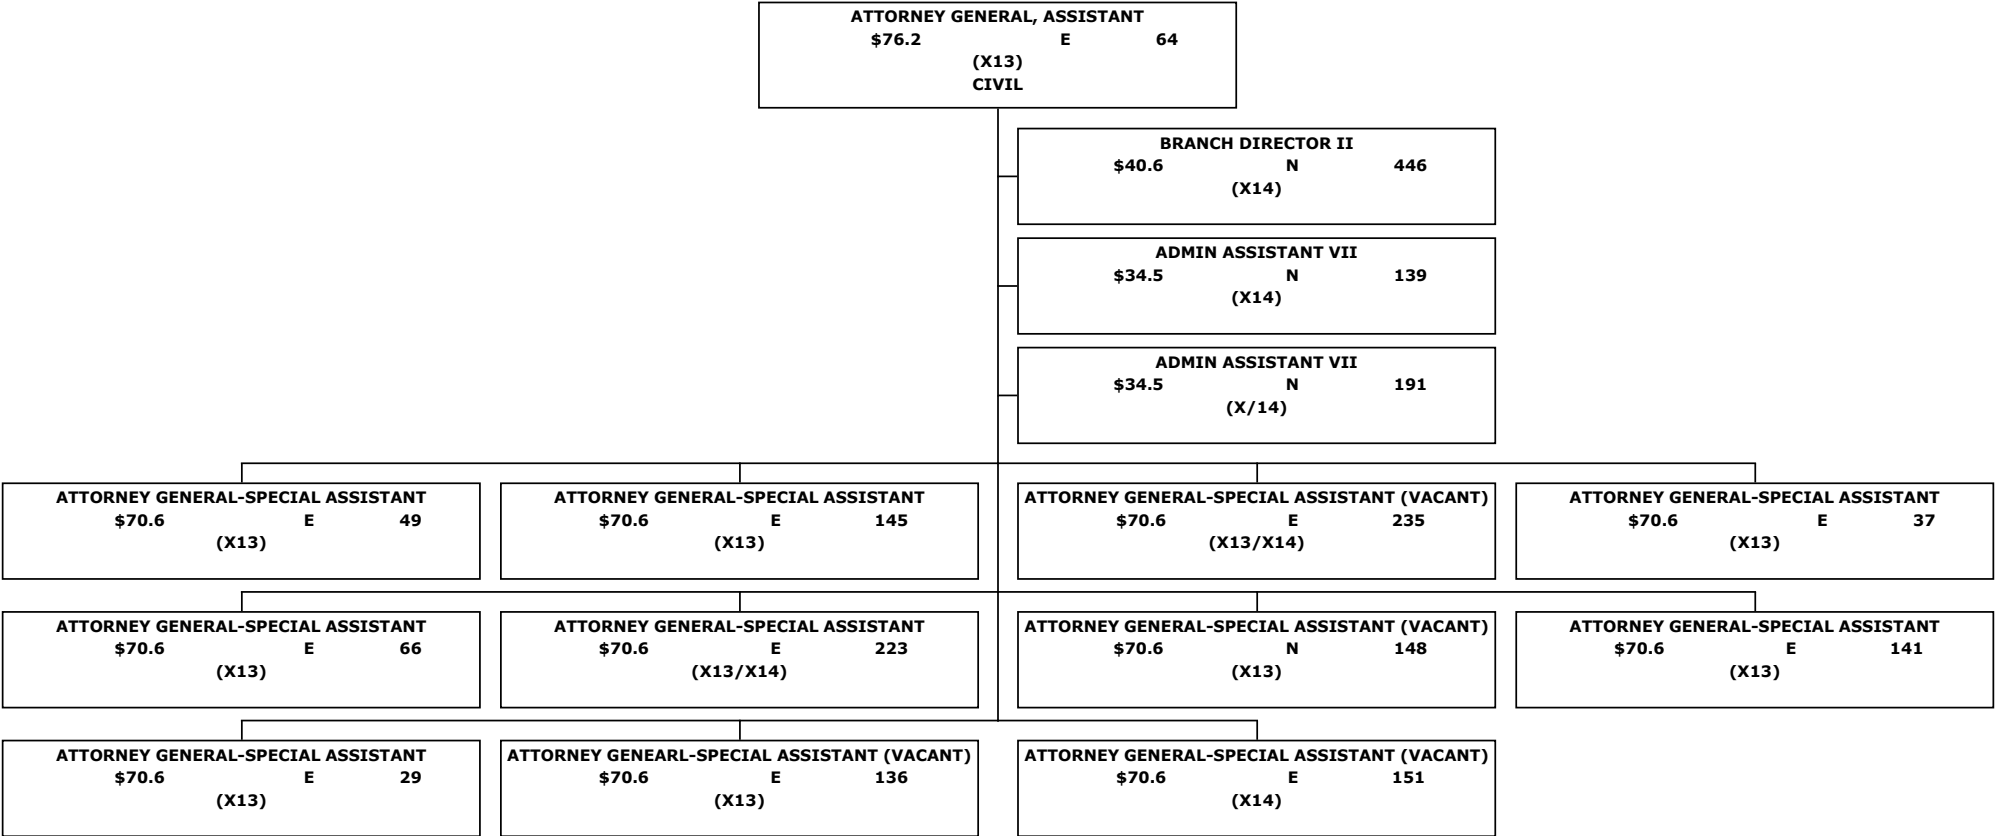 ATTORNEY GENERAL, ASSISTANT
$76.2 E 64
(X13)
CIVIL
BRANCH DIRECTOR II
$40.6 N 446
(X14)
ADMIN ASSISTANT VII
$34.5 N 139
(X14)
ADMIN ASSISTANT VII
$34.5 N 191
(X/14)
ATTORNEY GENERAL-SPECIAL ASSISTANT
$70.6 E 49
(X13)
ATTORNEY GENERAL-SPECIAL ASSISTANT
$70.6 E 145
(X13)
ATTORNEY GENERAL-SPECIAL ASSISTANT (VACANT)
$70.6 E 235
(X13/X14)
ATTORNEY GENERAL-SPECIAL ASSISTANT
$70.6 E 37
(X13)
ATTORNEY GENERAL-SPECIAL ASSISTANT
$70.6 E 66
(X13)
ATTORNEY GENERAL-SPECIAL ASSISTANT
$70.6 E 223
(X13/X14)
ATTORNEY GENERAL-SPECIAL ASSISTANT (VACANT)
$70.6 N 148
(X13)
ATTORNEY GENERAL-SPECIAL ASSISTANT
$70.6 E 141
(X13)
ATTORNEY GENERAL-SPECIAL ASSISTANT
$70.6 E 29
(X13)
ATTORNEY GENEARL-SPECIAL ASSISTANT (VACANT)
$70.6 E 136
(X13)
ATTORNEY GENERAL-SPECIAL ASSISTANT (VACANT)
$70.6 E 151
(X14)